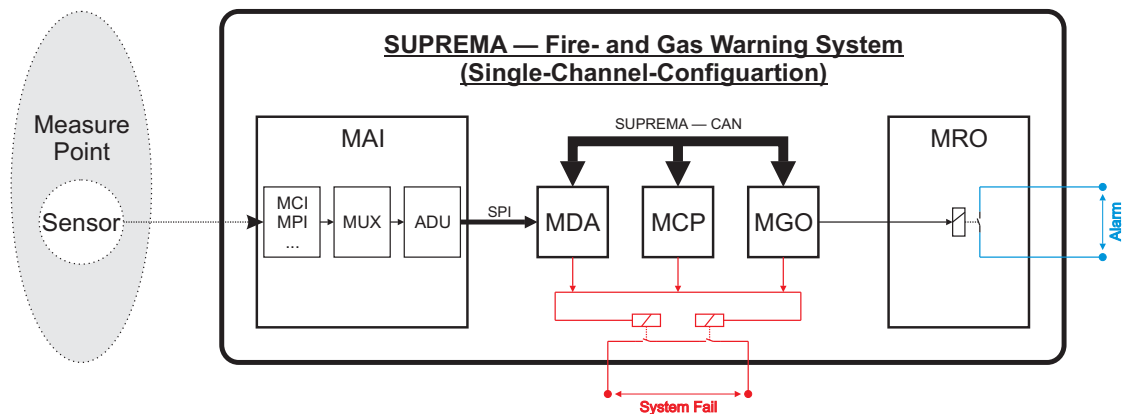 SUPREMA — Fire- and Gas Warning System
(Single-Channel-Configuartion)
Measure
Point
Sensor
MAI
MCI
MPI
...
MUX
ADU
SPI
SUPREMA — CAN
MDA
MCP
MGO
MRO
Alarm
System Fail